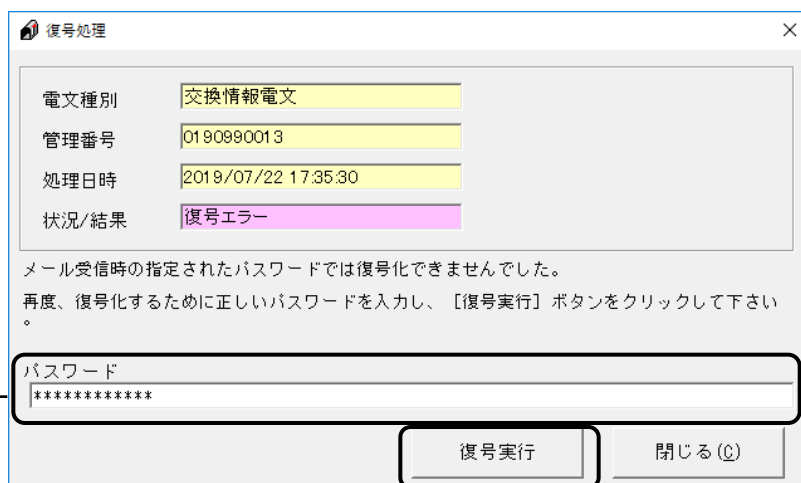 復号処理
電文種別 交換情報電文
管理番号 0190990013
処理日時 2019/07/22 17:35:30
状況/結果 復号エラー
メール受信時の指定されたパスワードでは復号化できませんでした。
再度、復号化するために正しいパスワードを入力し、［復号実行］ボタンをクリックして下さい
。
パスワード
************
復号実行 閉じる(C)